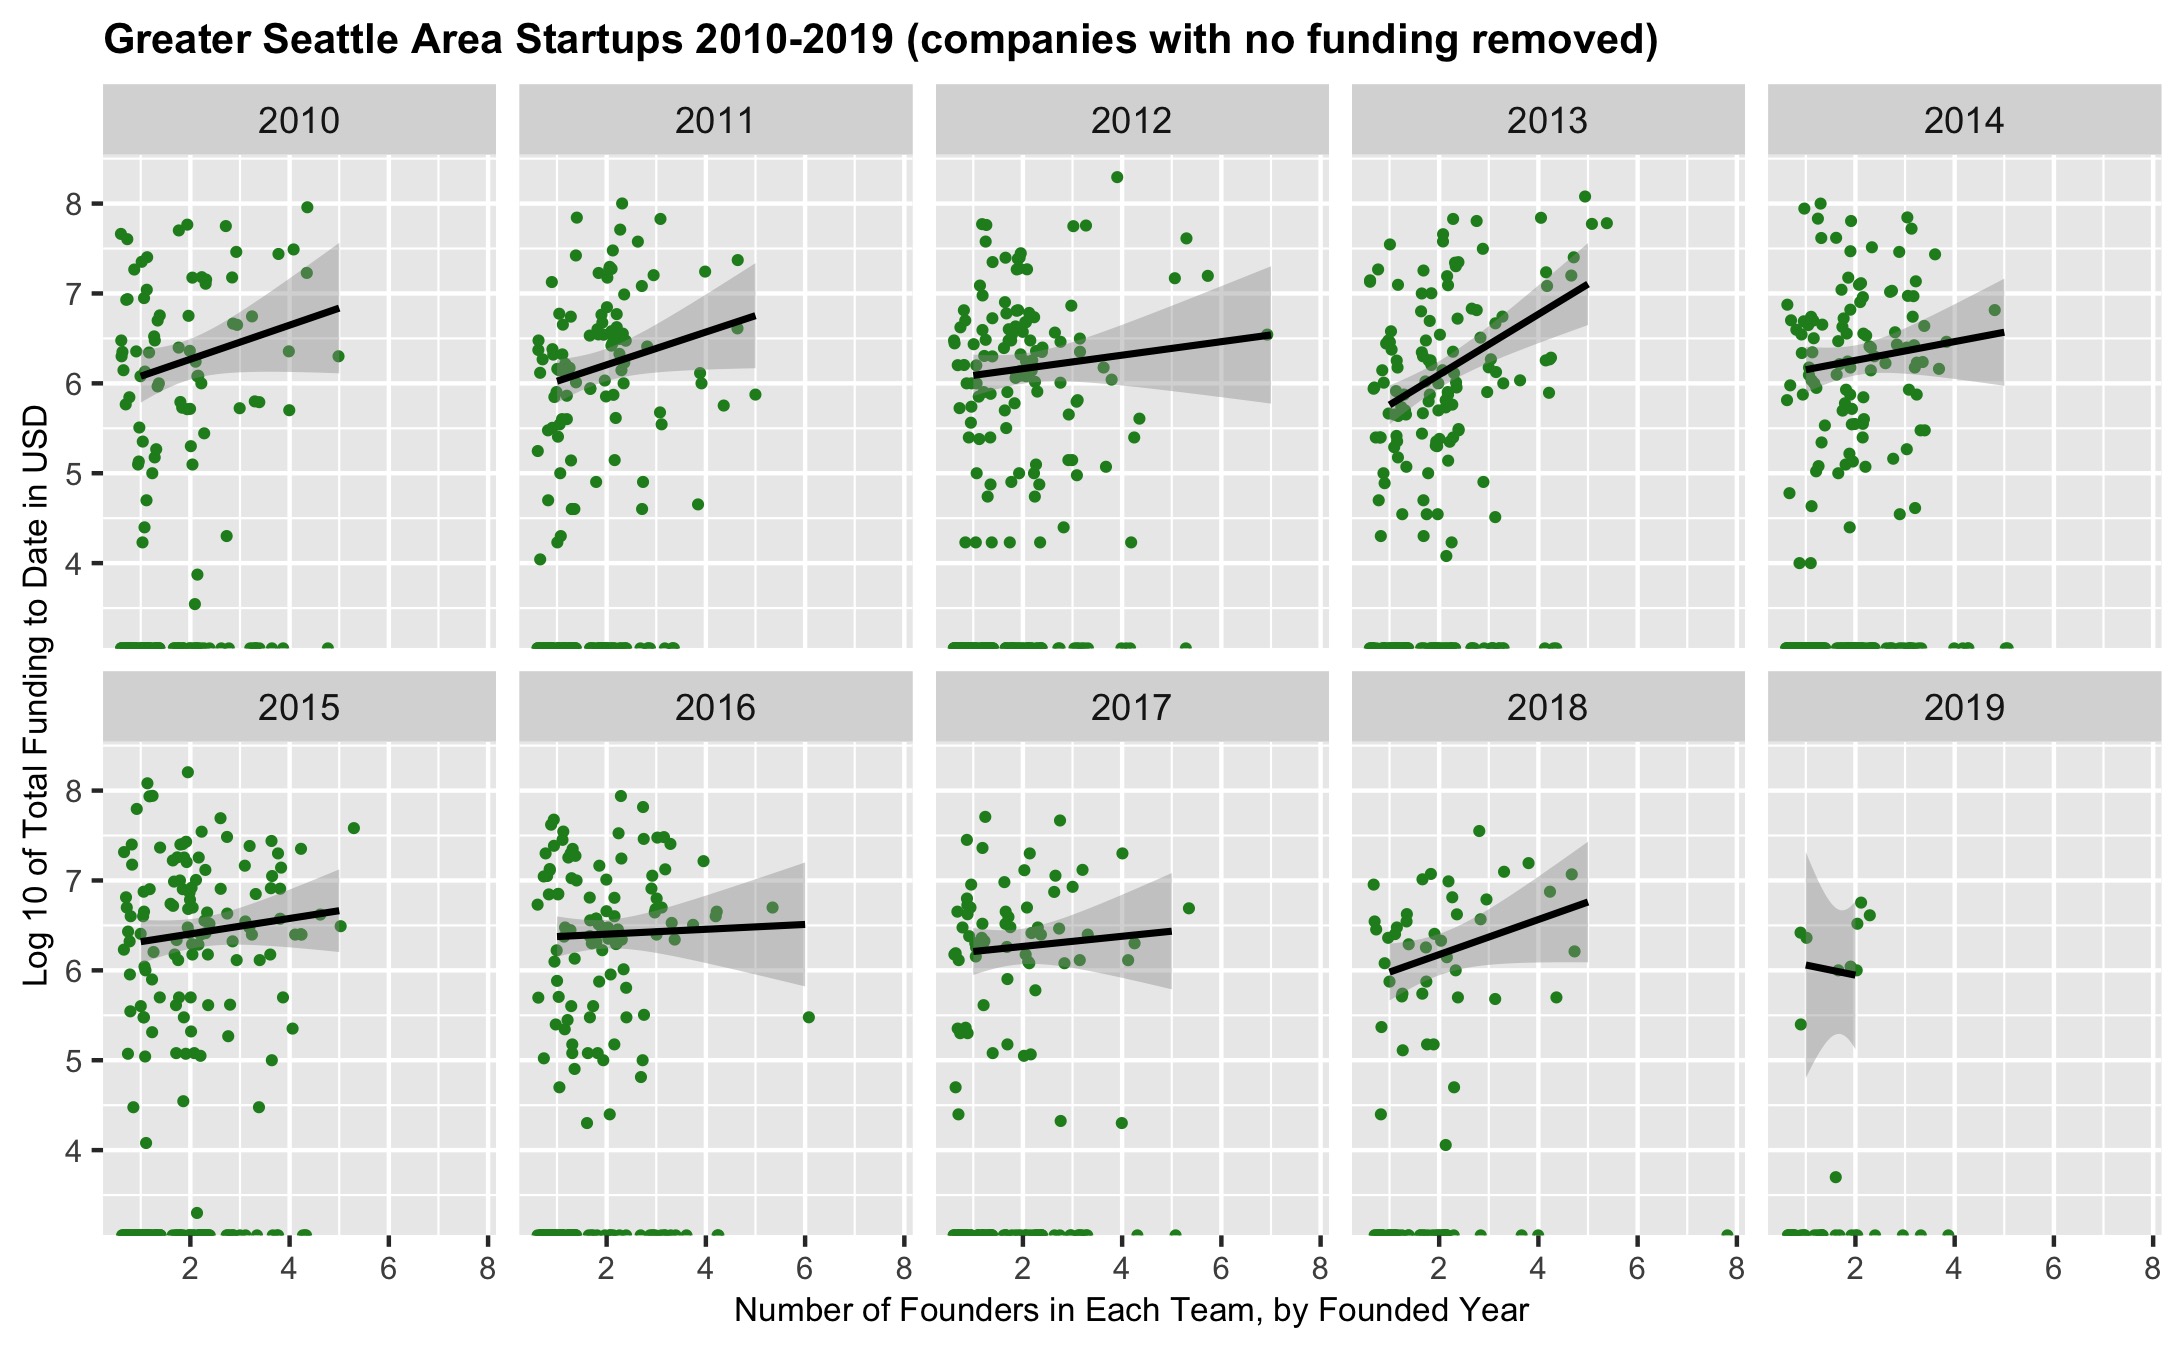 Greater Seattle Area Startups 2010-2019 (companies with no funding removed)
2010 2011 2012 2013 2014
8
7
6
5
4
2015 2016 2017 2018 2019
8
7
6
5
4
2 4 6 8 2 4 6 8 2 4 6 8 2 4 6 8 2 4 6 8
Number of Founders in Each Team, by Founded Year
Log 10 of Total Funding to Date in USD